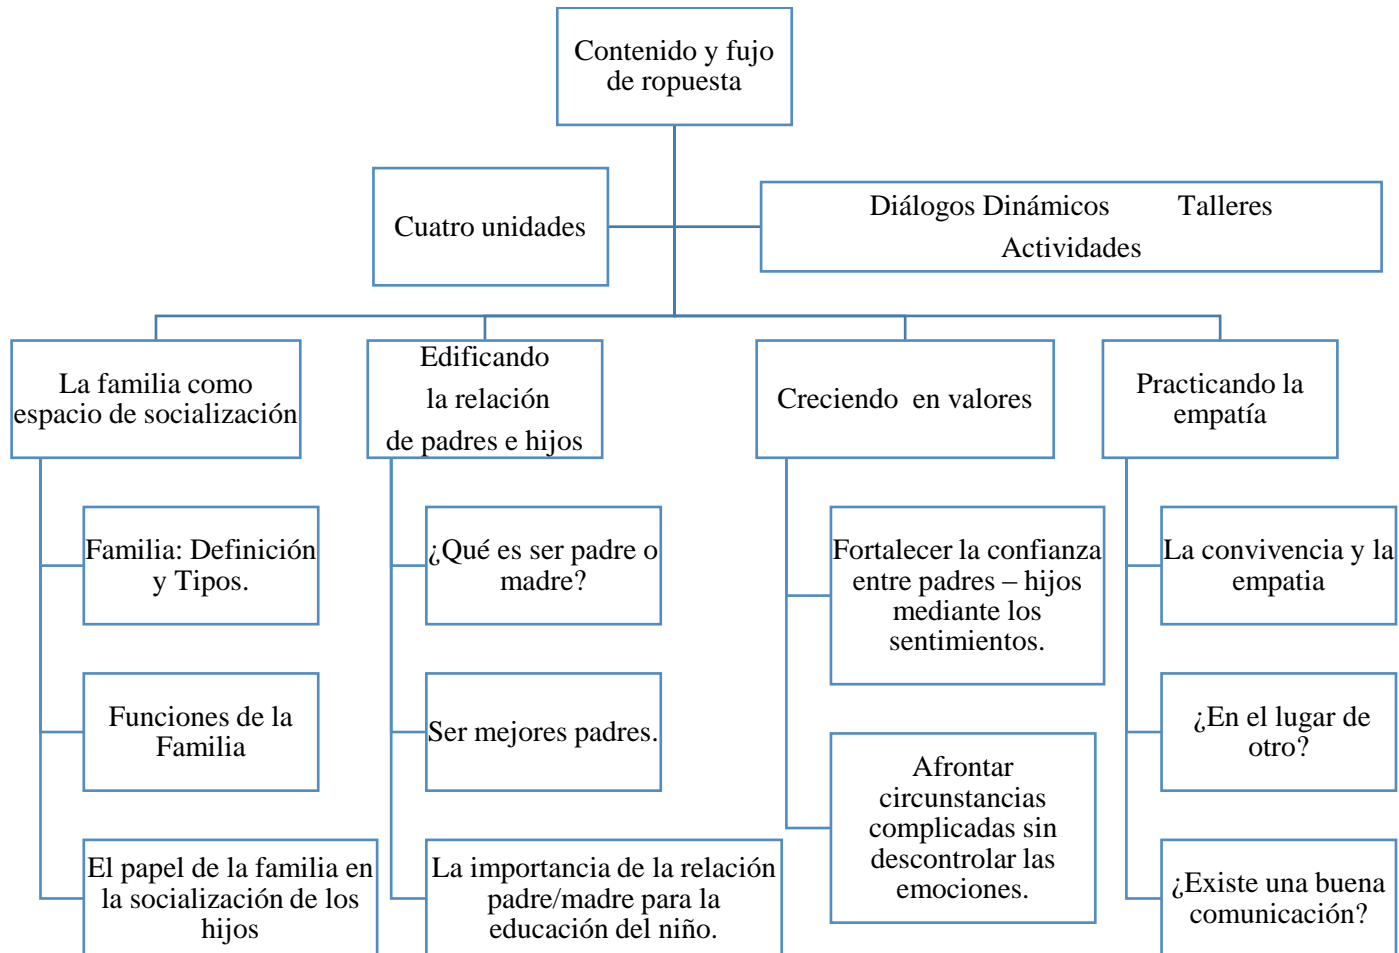 Contenido y fujo
de ropuesta
Cuatro unidades
Diálogos Dinámicos Talleres
Actividades
La familia como
espacio de socialización
Edificando
la relación
de padres e hijos
Creciendo en valores
Practicando la
empatía
Familia: Definición
y Tipos.
Funciones de la
Familia
El papel de la familia en
la socialización de los
hijos
¿Qué es ser padre o
madre?
Ser mejores padres.
La importancia de la relación
padre/madre para la
educación del niño.
Fortalecer la confianza
entre padres – hijos
mediante los
sentimientos.
Afrontar
circunstancias
complicadas sin
descontrolar las
emociones.
La convivencia y la
empatia
¿En el lugar de
otro?
¿Existe una buena
comunicación?